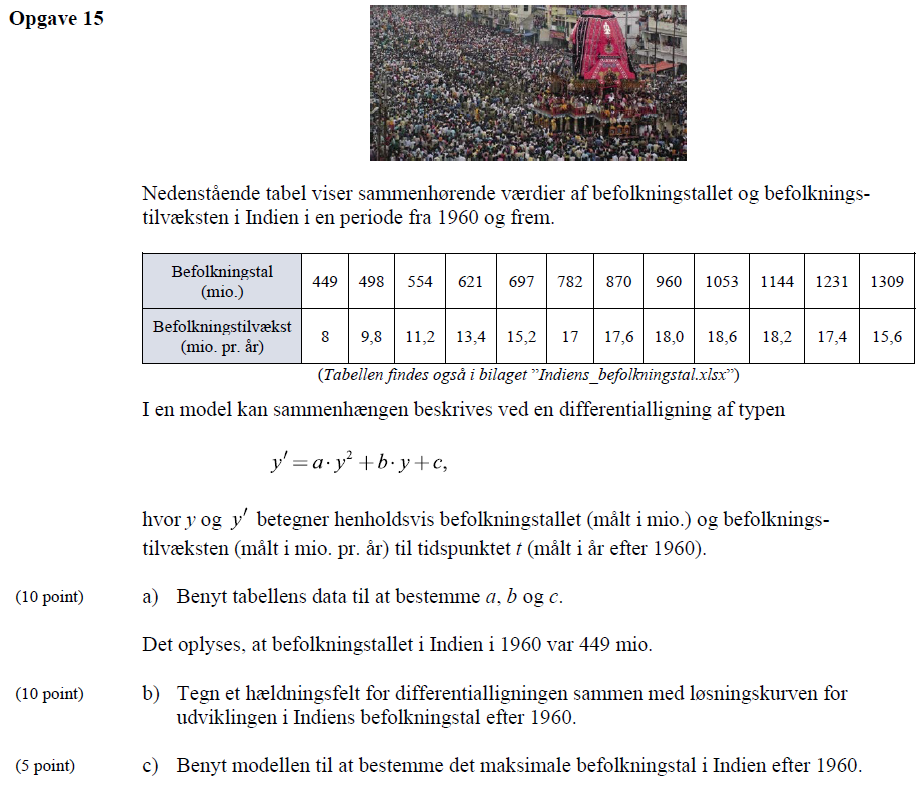 Opgave 15
Nedenstående tabel viser sammenhørende værdier af befolkningstallet og befolknings-
tilvæksten i Indien i en periode fra 1960 og frem.
Befolkningstal (mio.) 449 498 554 621 697 782 870 960 1053 1144 1231 1309
Befolkningstilvækst (mio. pr. år) 8 9,8 11,2 13,4 15,2 17 17,6 18,0 18,6 18,2 17,4 15,6
(Tabellen findes også i bilaget ”Indiens_befolkningstal.xlsx”)
I en model kan sammenhængen beskrives ved en differentialligning af typen
y′ = a · y² + b · y + c,
hvor y og y′ betegner henholdsvis befolkningstallet (målt i mio.) og befolknings-
tilvæksten (målt i mio. pr. år) til tidspunktet t (målt i år efter 1960).
(10 point) a) Benyt tabellens data til at bestemme a, b og c.
Det oplyses, at befolkningstallet i Indien i 1960 var 449 mio.
(10 point) b) Tegn et hældningsfelt for differentialligningen sammen med løsningskurven for
udviklingen i Indiens befolkningstal efter 1960.
(5 point) c) Benyt modellen til at bestemme det maksimale befolkningstal i Indien efter 1960.